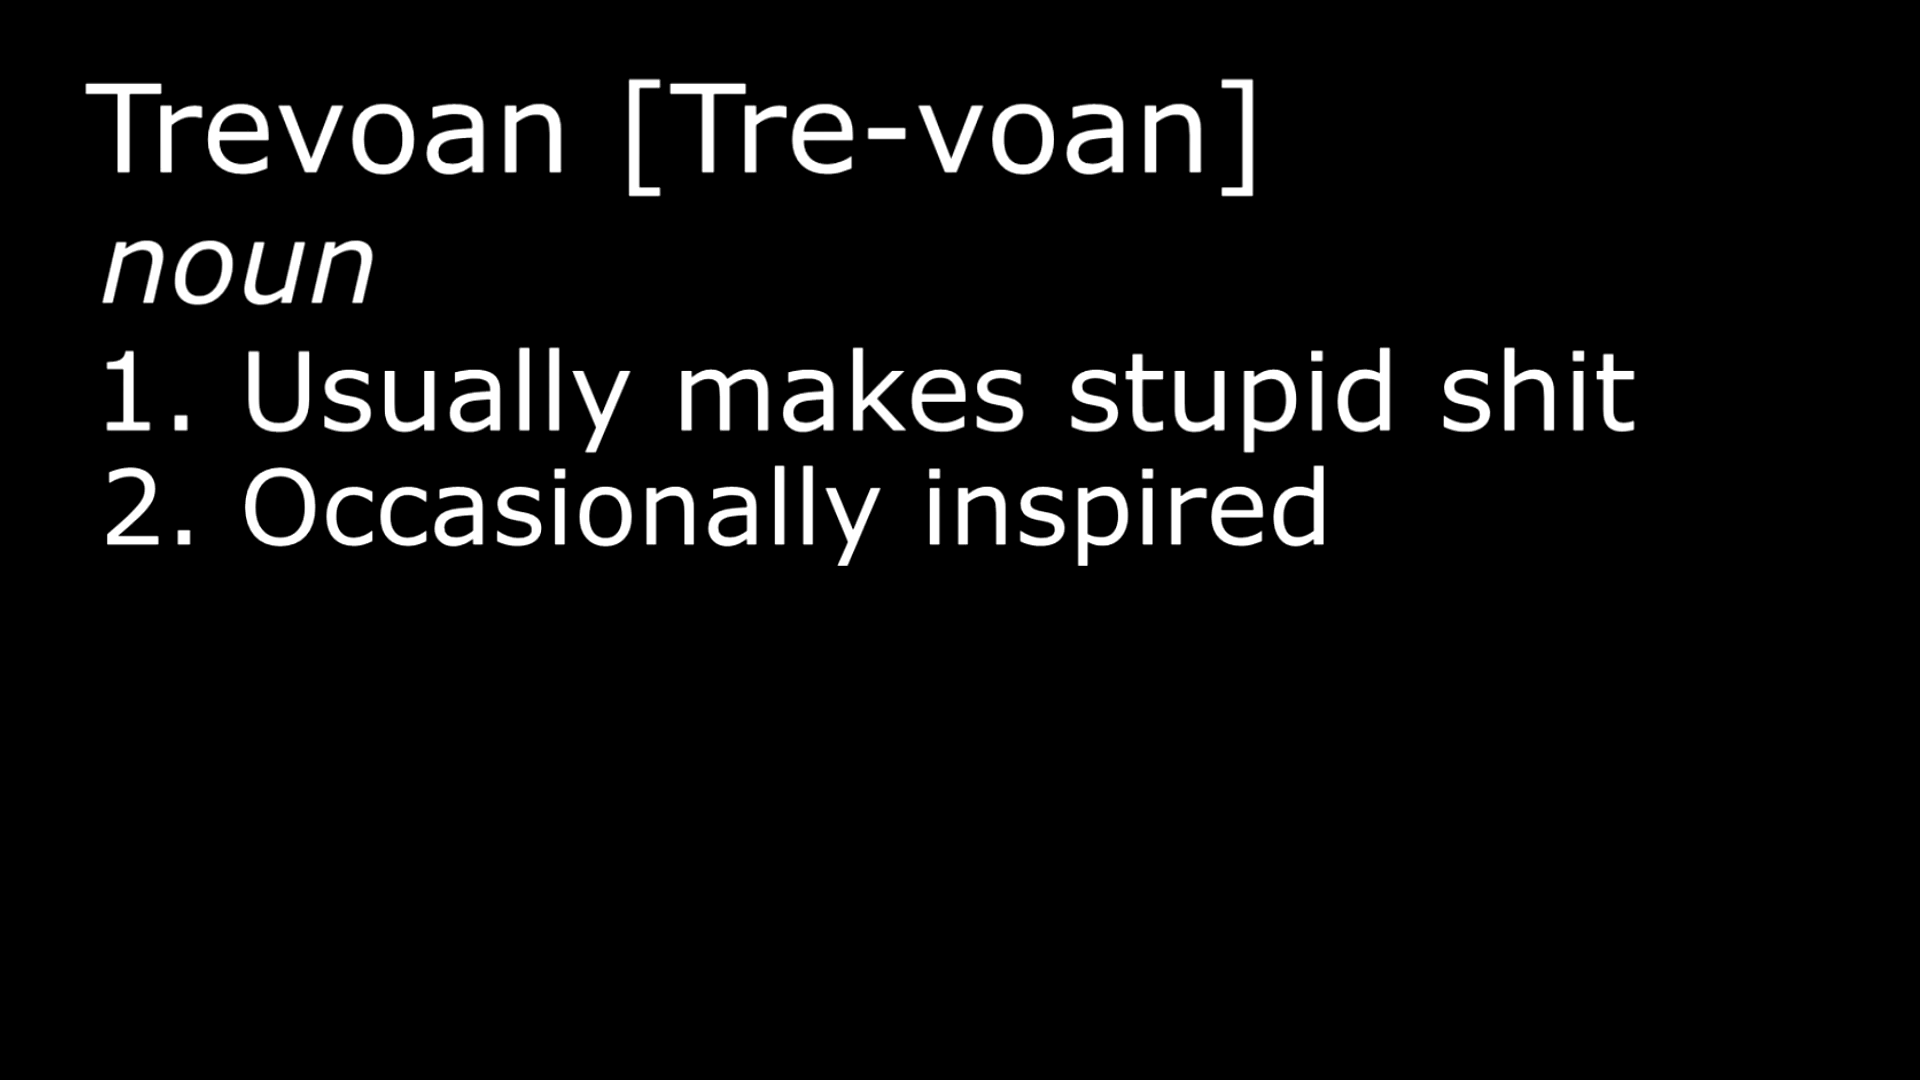 Trevoan [Tre-voan]
noun
1. Usually makes stupid shit
2. Occasionally inspired